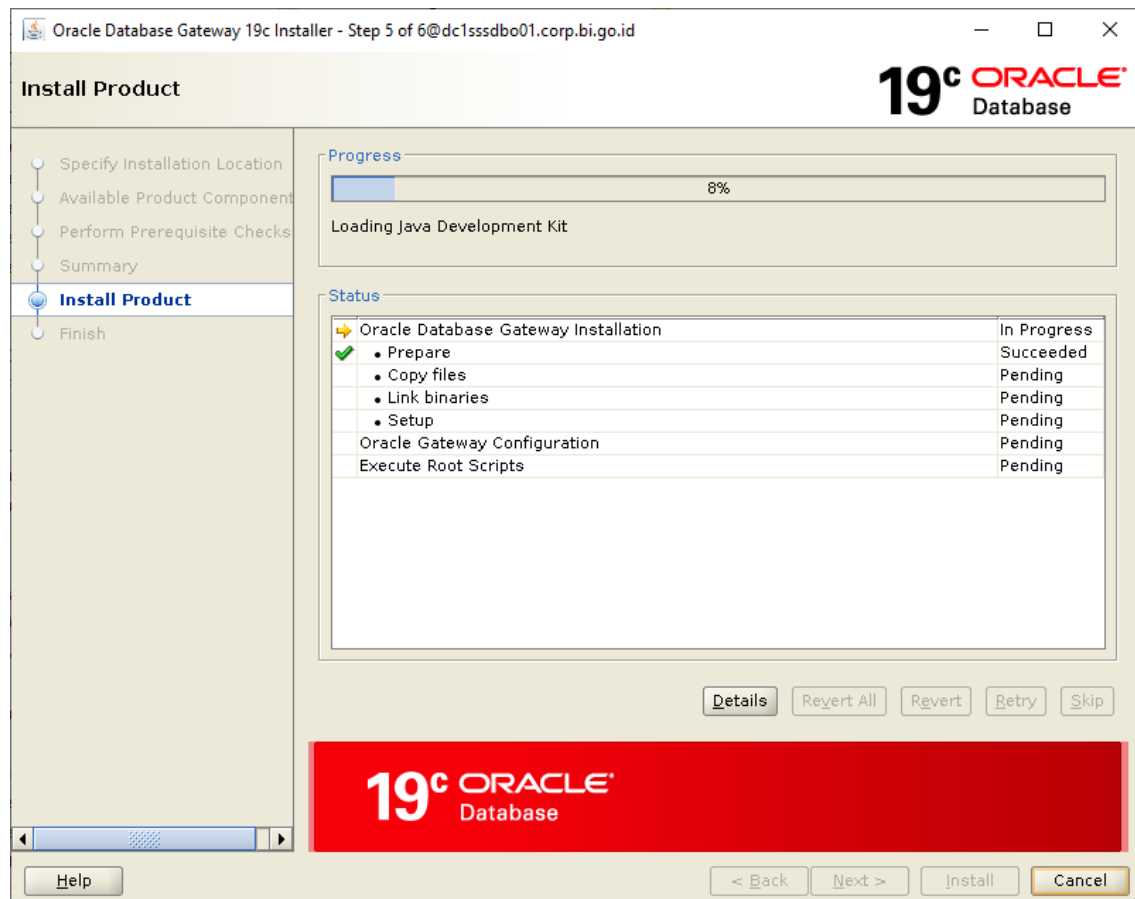 Oracle Database Gateway 19c Installer - Step 5 of 6@dc1sssdbo01.corp.bi.go.id
Install Product
19c ORACLE
Database
Specify Installation Location
Available Product Component
Perform Prerequisite Checks
Summary
Install Product
Finish
Progress
8%
Loading Java Development Kit
Status
Oracle Database Gateway Installation In Progress
• Prepare Succeeded
• Copy files Pending
• Link binaries Pending
• Setup Pending
Oracle Gateway Configuration Pending
Execute Root Scripts Pending
Details Revert All Revert Retry Skip
19c ORACLE
Database
Help < Back Next > Install Cancel